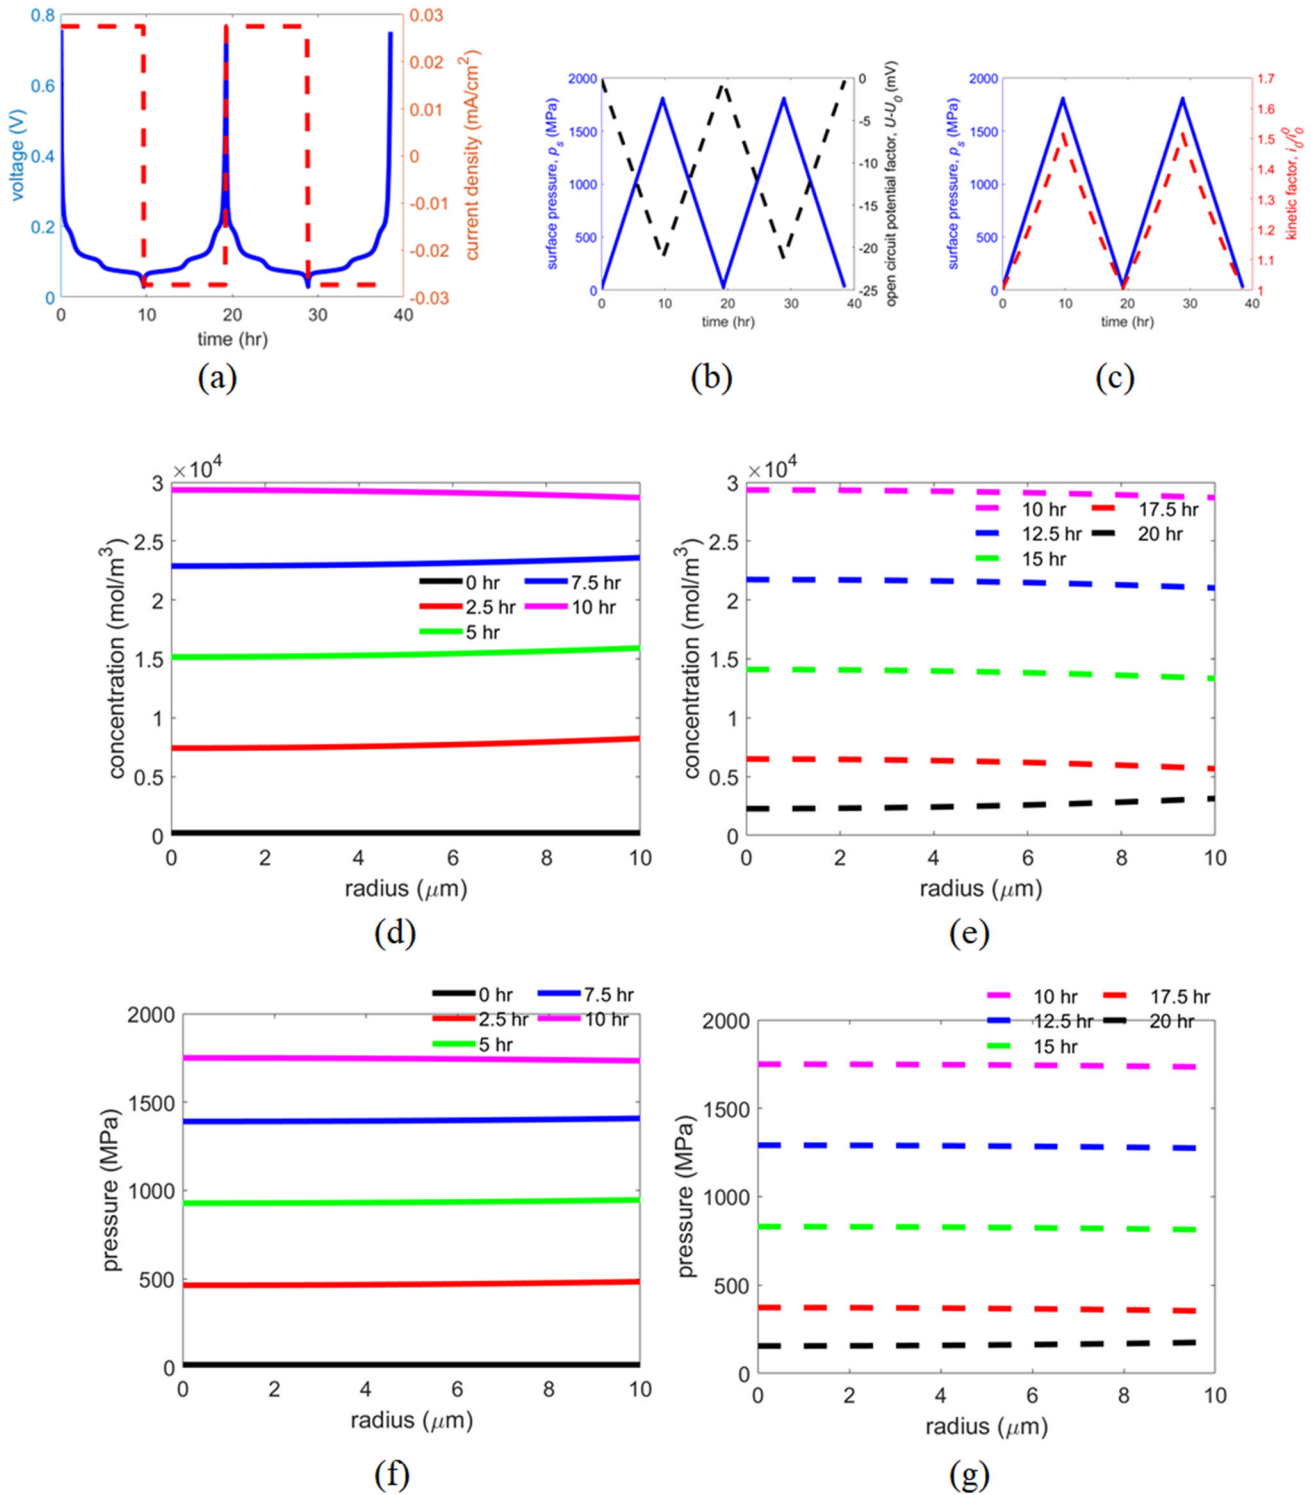 0.8
0.6
0.4
0.2
0
voltage (V)
0.03
0.02
0.01
0
-0.01
-0.02
-0.03
current density (mA/cm²)
0 10 20 30 40
time (hr)
(a)
2000
1500
1000
500
0
surface pressure, pₛ (MPa)
0
-5
-10
-15
-20
-25
open circuit potential factor, U-U₀ (mV)
0 10 20 30 40
time (hr)
(b)
2000
1500
1000
500
0
surface pressure, pₛ (MPa)
1.7
1.6
1.5
1.4
1.3
1.2
1.1
1
kinetic factor, i₀/i₀⁰
0 10 20 30 40
time (hr)
(c)
×10⁴
3
2.5
2
1.5
1
0.5
0
concentration (mol/m³)
0 hr 7.5 hr
2.5 hr 10 hr
5 hr
0 2 4 6 8 10
radius (μm)
(d)
×10⁴
3
2.5
2
1.5
1
0.5
0
concentration (mol/m³)
10 hr 17.5 hr
12.5 hr 20 hr
15 hr
0 2 4 6 8 10
radius (μm)
(e)
0 hr 7.5 hr
2.5 hr 10 hr
5 hr
2000
1500
1000
500
0
pressure (MPa)
0 2 4 6 8 10
radius (μm)
(f)
10 hr 17.5 hr
12.5 hr 20 hr
15 hr
2000
1500
1000
500
0
pressure (MPa)
0 2 4 6 8 10
radius (μm)
(g)